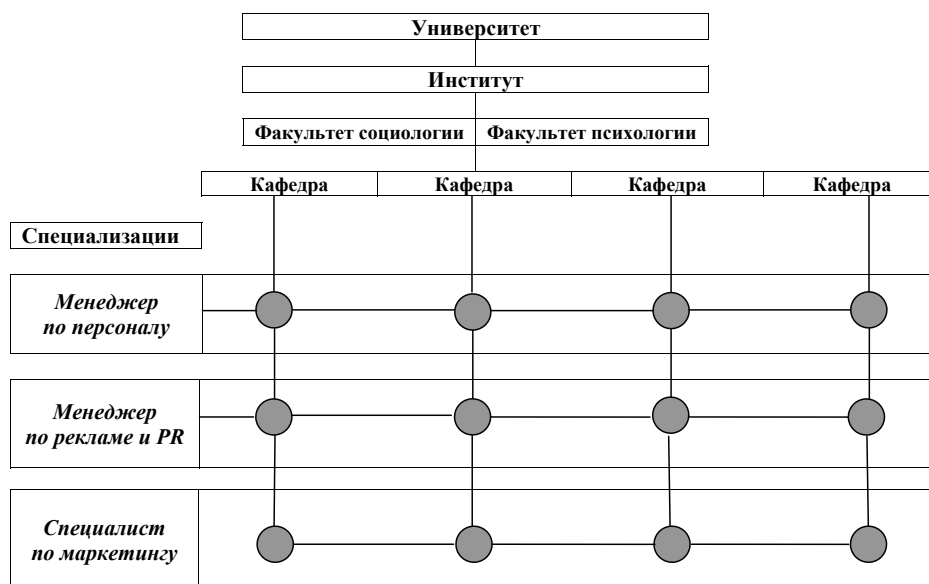 Университет
Институт
Факультет социологии Факультет психологии
Кафедра Кафедра Кафедра Кафедра
Специализации
Менеджер
по персоналу
Менеджер
по рекламе и PR
Специалист
по маркетингу